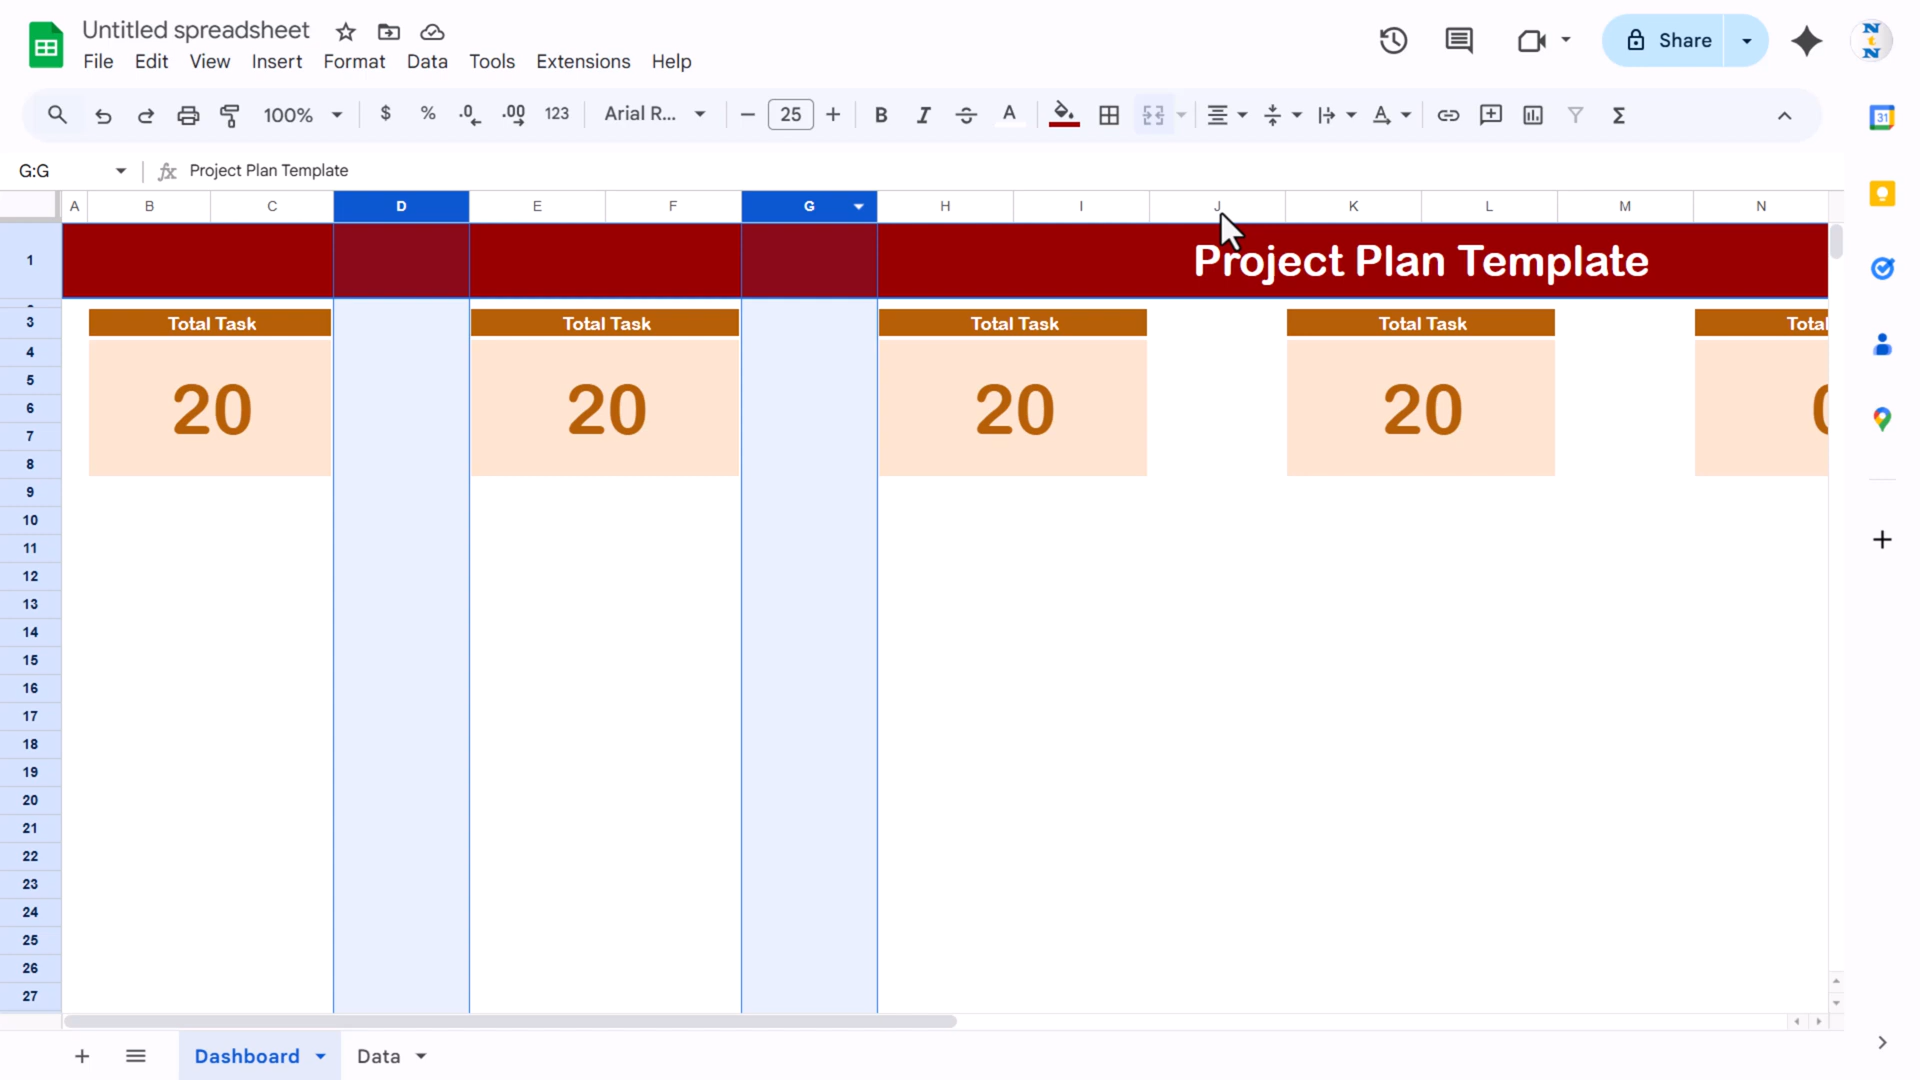 Untitled spreadsheet
File Edit View Insert Format Data Tools Extensions Help
Share
100% $ % .0 .00 123 Arial R... 25 B I A
G:G fx Project Plan Template
A B C D E F G H I J K L M N
1 Project Plan Template
3 Total Task Total Task Total Task Total Task Total
4
5
6 20 20 20 20
7
8
9
10
11
12
13
14
15
16
17
18
19
20
21
22
23
24
25
26
27
Dashboard Data
31
N
t
N